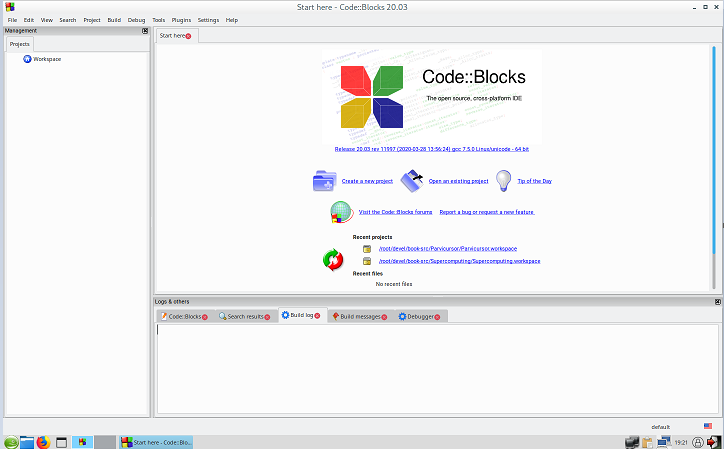 Start here - Code::Blocks 20.03
File Edit View Search Project Build Debug Tools Plugins Settings Help
Management
Projects
Workspace
Start here
Code::Blocks
The open source, cross-platform IDE
Release 20.03 rev 11997 (2020-03-28 13:56:24) gcc 7.5.0 Linux/unicode - 64 bit
Create a new project Open an existing project Tip of the Day
Visit the Code::Blocks forums Report a bug or request a new feature
Recent projects
/root/devel/book-src/Parvicursor/Parvicursor.workspace
/root/devel/book-src/Supercomputing/Supercomputing.workspace
Recent files
No recent files
Logs & others
Code::Blocks Search results Build log Build messages Debugger
default
Start here - Code::Blo... 19:21